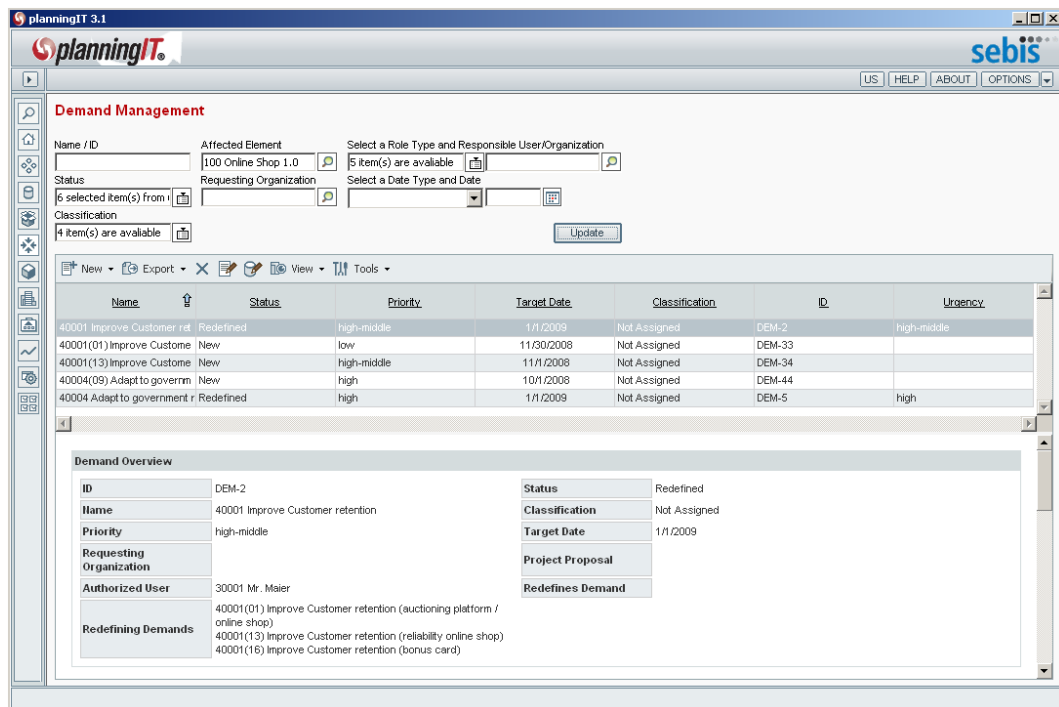 planningIT 3.1
planningIT®
sebis
US HELP ABOUT OPTIONS
Demand Management
Name / ID Affected Element Select a Role Type and Responsible User/Organization
100 Online Shop 1.0 5 item(s) are avaliable
Status Requesting Organization Select a Date Type and Date
6 selected item(s) from
Classification
4 item(s) are avaliable Update
New Export View Tools
Name Status Priority Target Date Classification ID Urgency
40001 Improve Customer ret Redefined high-middle 1/1/2009 Not Assigned DEM-2 high-middle
40001(01) Improve Custome New low 11/30/2008 Not Assigned DEM-33
40001(13) Improve Custome New high-middle 11/1/2008 Not Assigned DEM-34
40004(09) Adapt to governm New high 10/1/2008 Not Assigned DEM-44
40004 Adapt to government r Redefined high 1/1/2009 Not Assigned DEM-5 high
Demand Overview
ID DEM-2 Status Redefined
Name 40001 Improve Customer retention Classification Not Assigned
Priority high-middle Target Date 1/1/2009
Requesting
Organization Project Proposal
Authorized User 30001 Mr. Maier Redefines Demand
40001(01) Improve Customer retention (auctioning platform /
online shop)
Redefining Demands
40001(13) Improve Customer retention (reliability online shop)
40001(16) Improve Customer retention (bonus card)